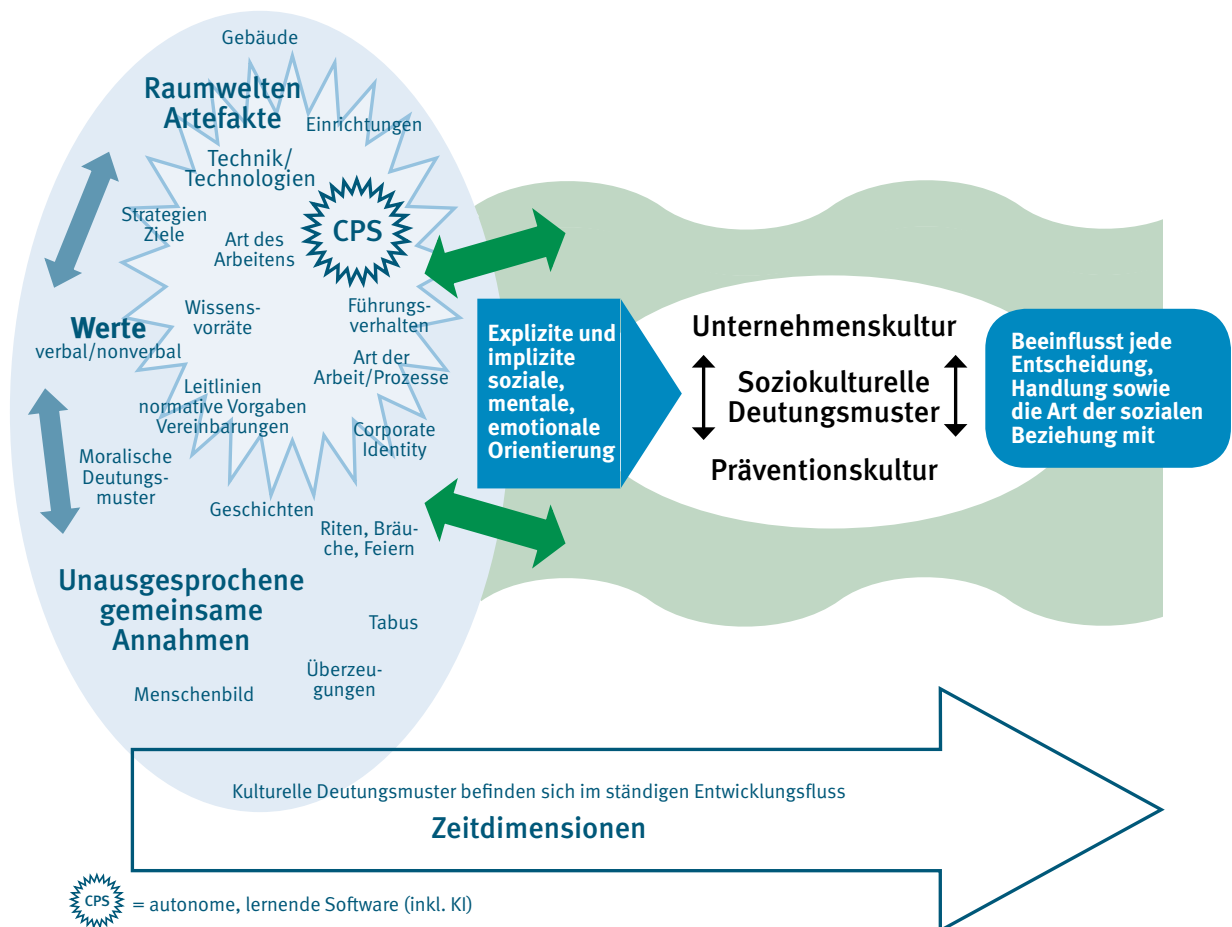 Gebäude
Raumwelten
Artefakte
Einrichtungen
Technik/
Technologien
CPS
Strategien
Ziele
Art des
Arbeitens
Wissens-
vorräte
Führungs-
verhalten
Werte
verbal/nonverbal
Art der
Arbeit/Prozesse
Leitlinien
normative Vorgaben
Vereinbarungen
Corporate
Identity
Moralische
Deutungs-
muster
Geschichten
Riten, Bräu-
che, Feiern
Unausgesprochene
gemeinsame
Annahmen
Tabus
Überzeu-
gungen
Menschenbild
Explizite und
implizite
soziale,
mentale,
emotionale
Orientierung
Unternehmenskultur
Soziokulturelle
Deutungsmuster
Präventionskultur
Beeinflusst jede
Entscheidung,
Handlung sowie
die Art der sozialen
Beziehung mit
Kulturelle Deutungsmuster befinden sich im ständigen Entwicklungsfluss
Zeitdimensionen
CPS = autonome, lernende Software (inkl. KI)